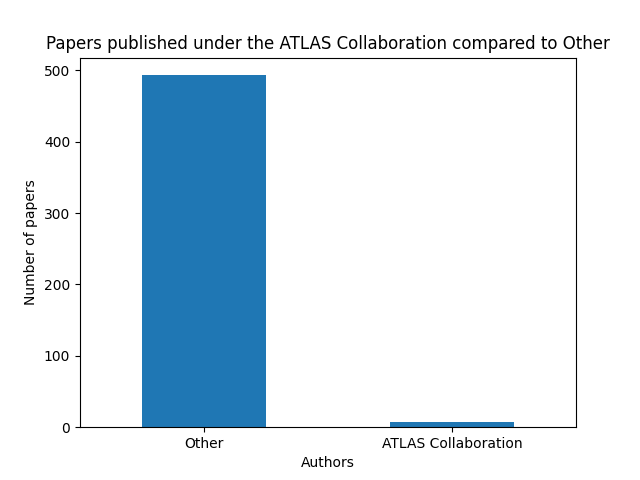 Papers published under the ATLAS Collaboration compared to Other
500
400
300
200
100
0
Number of papers
Other
ATLAS Collaboration
Authors